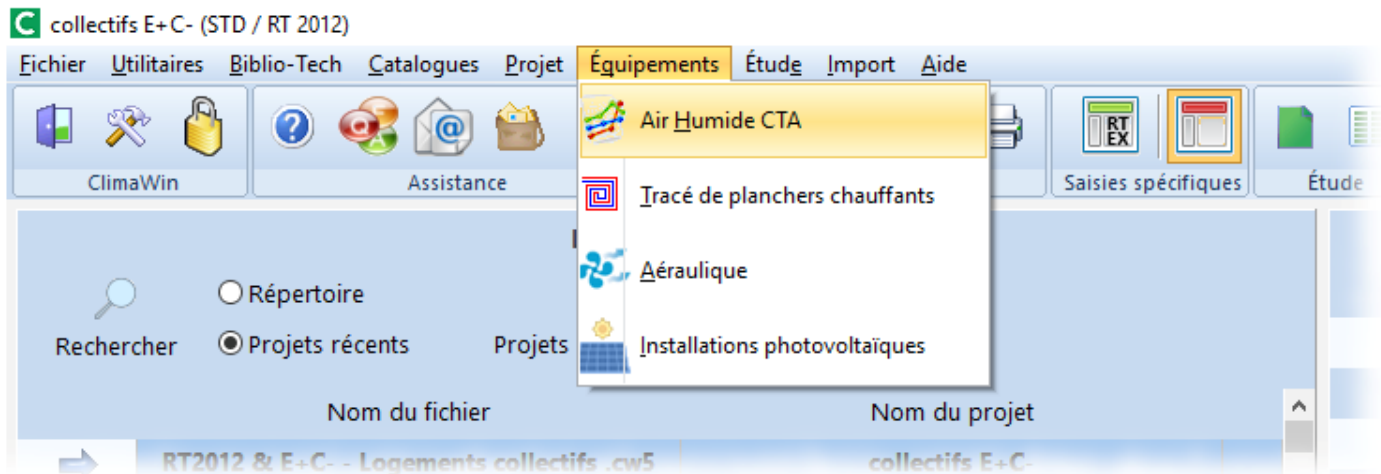 collectifs E+C- (STD / RT 2012)
Fichier Utilitaires Biblio-Tech Catalogues Projet Équipements Étude Import Aide
Air Humide CTA
RT
EX
ClimaWin Assistance Saisies spécifiques Étude
Tracé de planchers chauffants
Répertoire
Aéraulique
Rechercher Projets récents Projets
Installations photovoltaïques
Nom du fichier Nom du projet
RT2012 & E+C- - Logements collectifs .cw5 collectifs E+C-